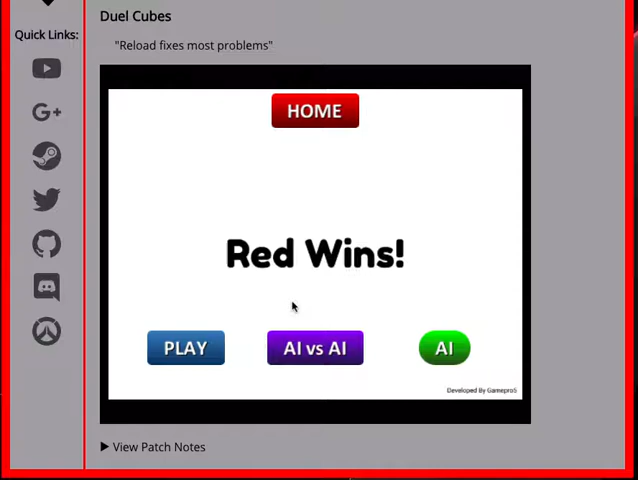 Duel Cubes
Quick Links:
"Reload fixes most problems"
HOME
Red Wins!
PLAY
AI vs AI
AI
Developed By Gamepro5
▶ View Patch Notes
G+